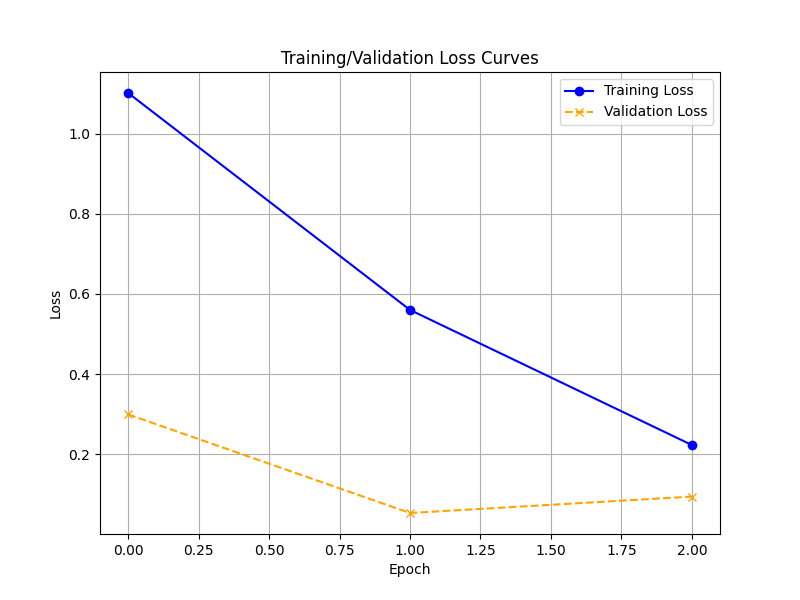 Training/Validation Loss Curves
Training Loss
Validation Loss
1.0
0.8
0.6
0.4
0.2
Loss
0.00 0.25 0.50 0.75 1.00 1.25 1.50 1.75 2.00
Epoch